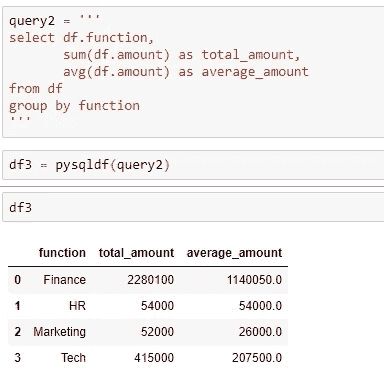 query2 = '''
select df.function,
       sum(df.amount) as total_amount,
       avg(df.amount) as average_amount
from df
group by function
'''
df3 = pysqldf(query2)
df3
function total_amount average_amount
0 Finance 2280100 1140050.0
1 HR 54000 54000.0
2 Marketing 52000 26000.0
3 Tech 415000 207500.0